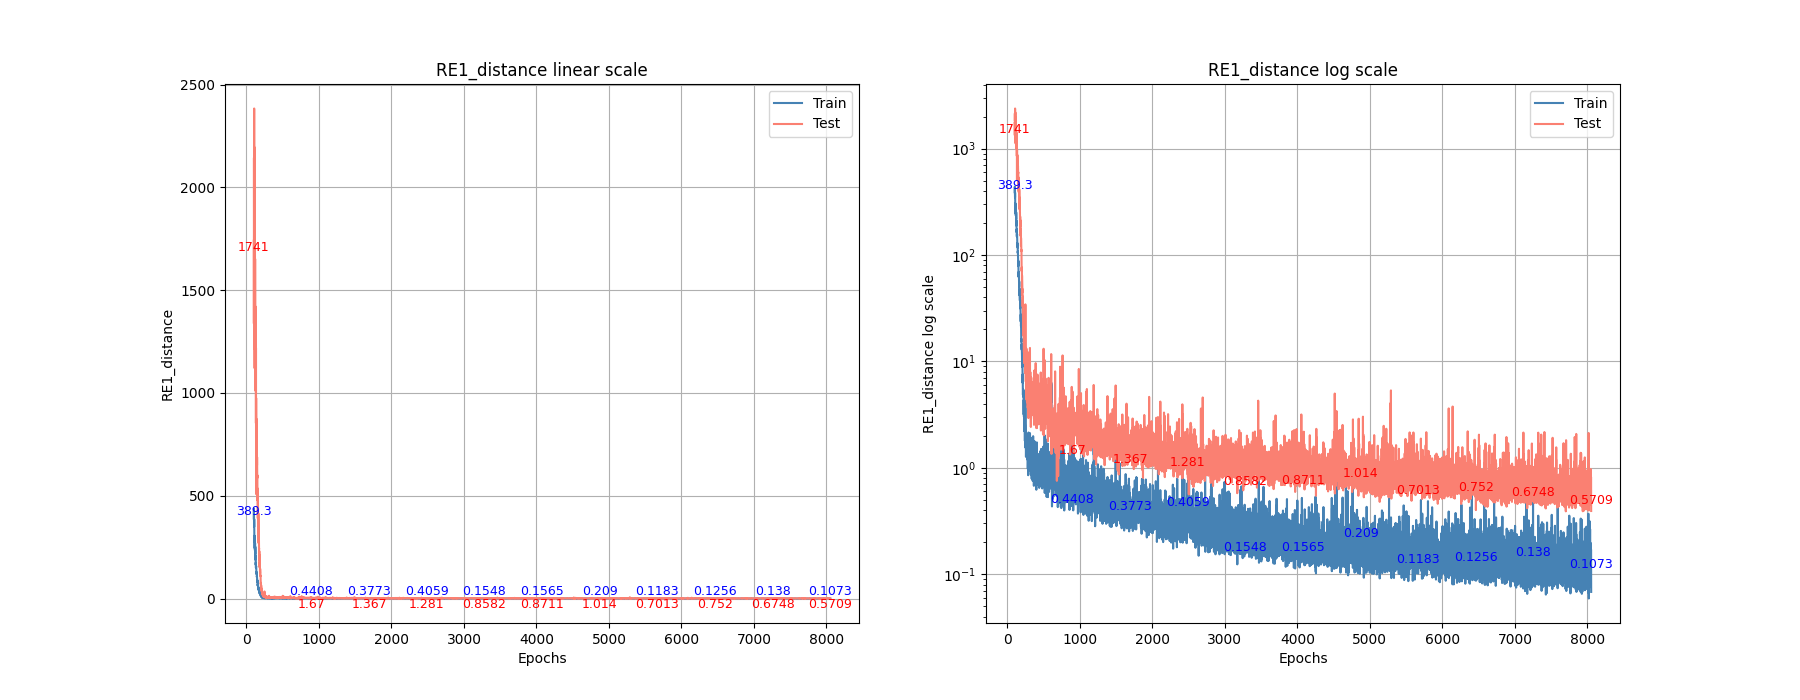 RE1_distance linear scale
2500
2000
1500
1000
500
0
RE1_distance
Train
Test
1741
389.3
0.4408 0.3773 0.4059 0.1548 0.1565 0.209 0.1183 0.1256 0.138 0.1073
1.67 1.367 1.281 0.8582 0.8711 1.014 0.7013 0.752 0.6748 0.5709
0 1000 2000 3000 4000 5000 6000 7000 8000
Epochs
RE1_distance log scale
10³
10²
10¹
10⁰
10⁻¹
RE1_distance log scale
Train
Test
1741
389.3
1.67 1.367 1.281 0.8582 0.8711 1.014 0.7013 0.752 0.6748 0.5709
0.4408 0.3773 0.4059 0.1548 0.1565 0.209 0.1183 0.1256 0.138 0.1073
0 1000 2000 3000 4000 5000 6000 7000 8000
Epochs